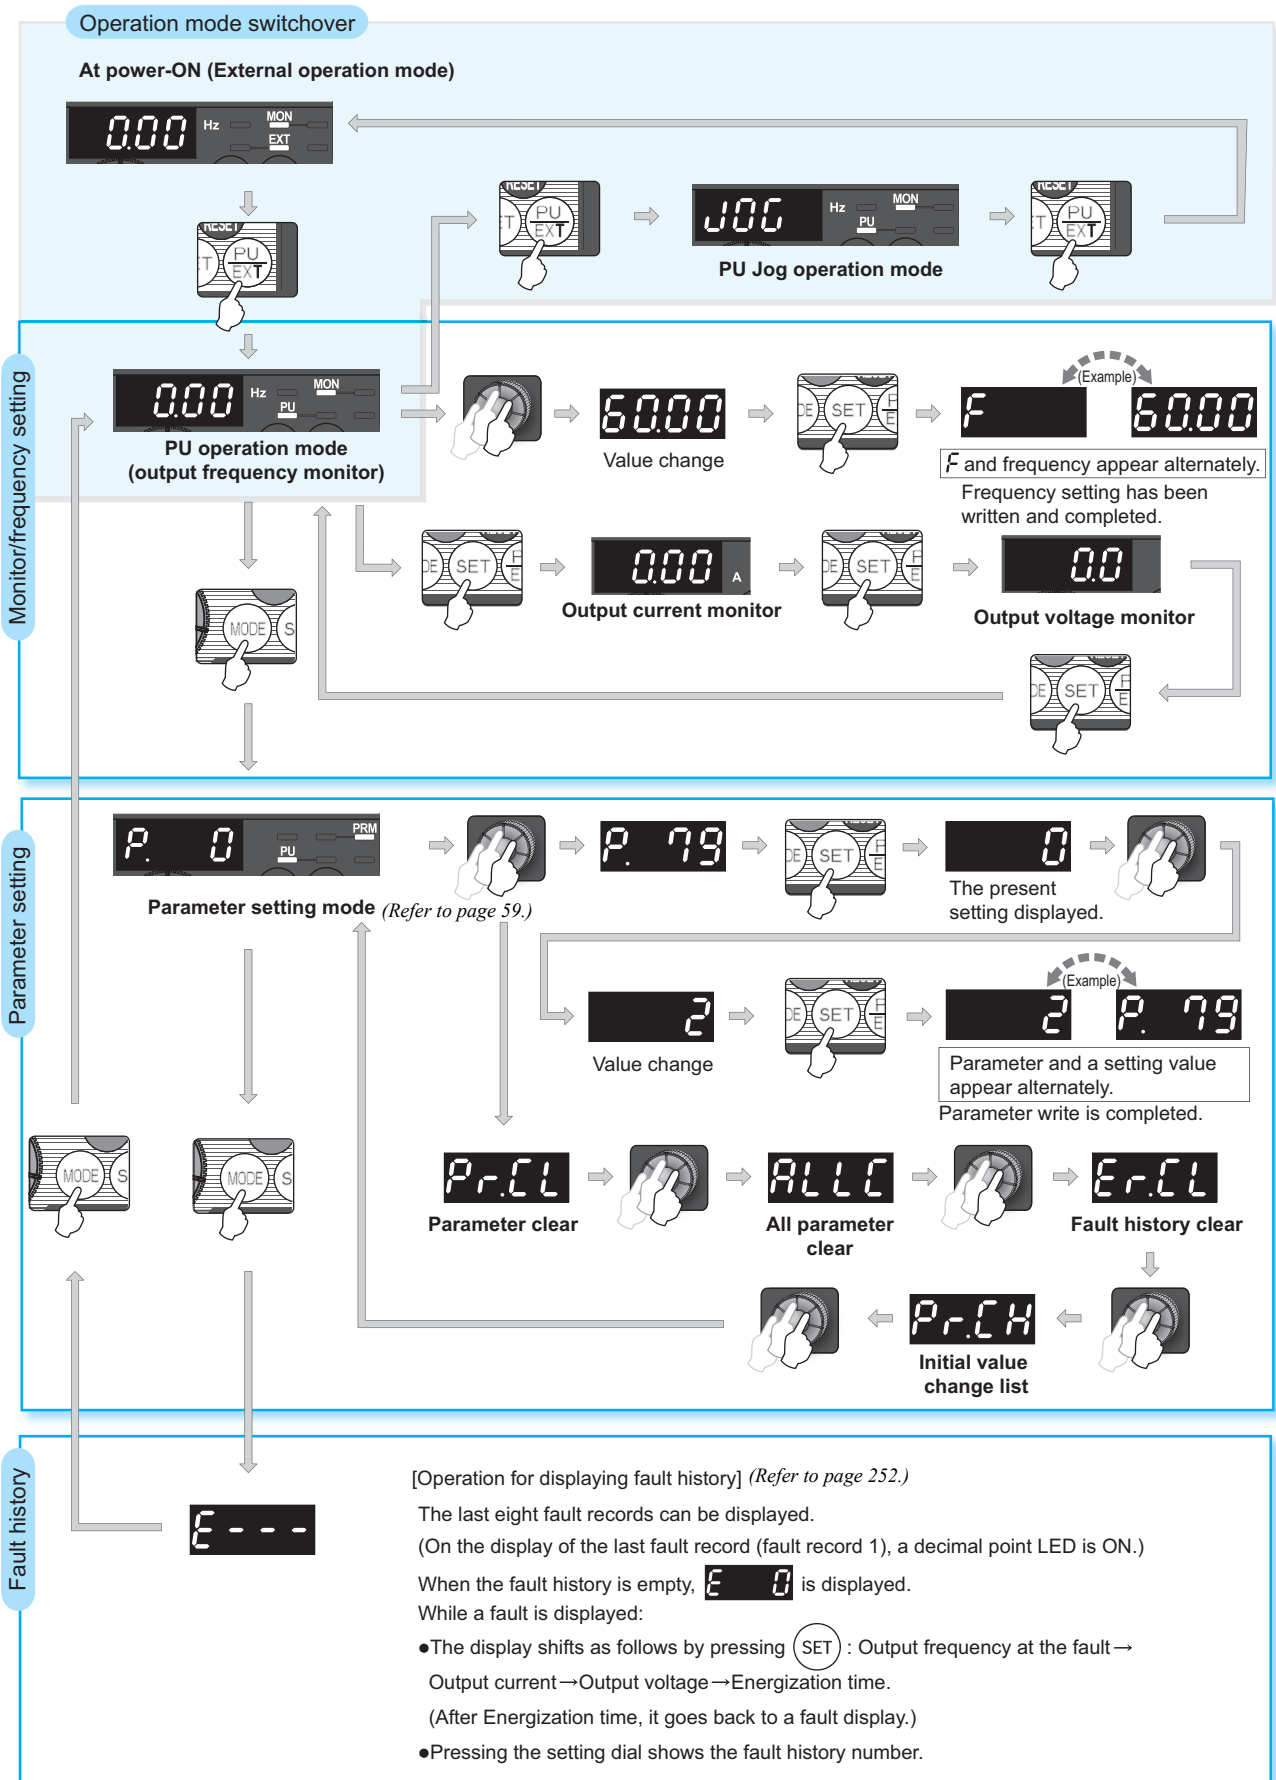 Operation mode switchover
At power-ON (External operation mode)
0.00 Hz MON EXT
RESET PU EXT
RESET PU EXT
JOG Hz MON PU
RESET PU EXT
PU Jog operation mode
Monitor/frequency setting
0.00 Hz MON PU
PU operation mode
(output frequency monitor)
60.00
Value change
DE SET P E
(Example)
F 60.00
F and frequency appear alternately.
Frequency setting has been
written and completed.
DE SET P E
0.00 A
Output current monitor
DE SET P E
0.0
Output voltage monitor
MODE S
DE SET P E
Parameter setting
P. 0 PRM PU
Parameter setting mode (Refer to page 59.)
P. 79
DE SET P E
0
The present
setting displayed.
2
Value change
DE SET P E
(Example)
2 P. 79
Parameter and a setting value
appear alternately.
Parameter write is completed.
MODE S
MODE S
Pr.CL
Parameter clear
ALLC
All parameter
clear
Er.CL
Fault history clear
Pr.CH
Initial value
change list
Fault history
E---
[Operation for displaying fault history] (Refer to page 252.)
The last eight fault records can be displayed.
(On the display of the last fault record (fault record 1), a decimal point LED is ON.)
When the fault history is empty, E 0 is displayed.
While a fault is displayed:
●The display shifts as follows by pressing SET : Output frequency at the fault→
Output current→Output voltage→Energization time.
(After Energization time, it goes back to a fault display.)
●Pressing the setting dial shows the fault history number.